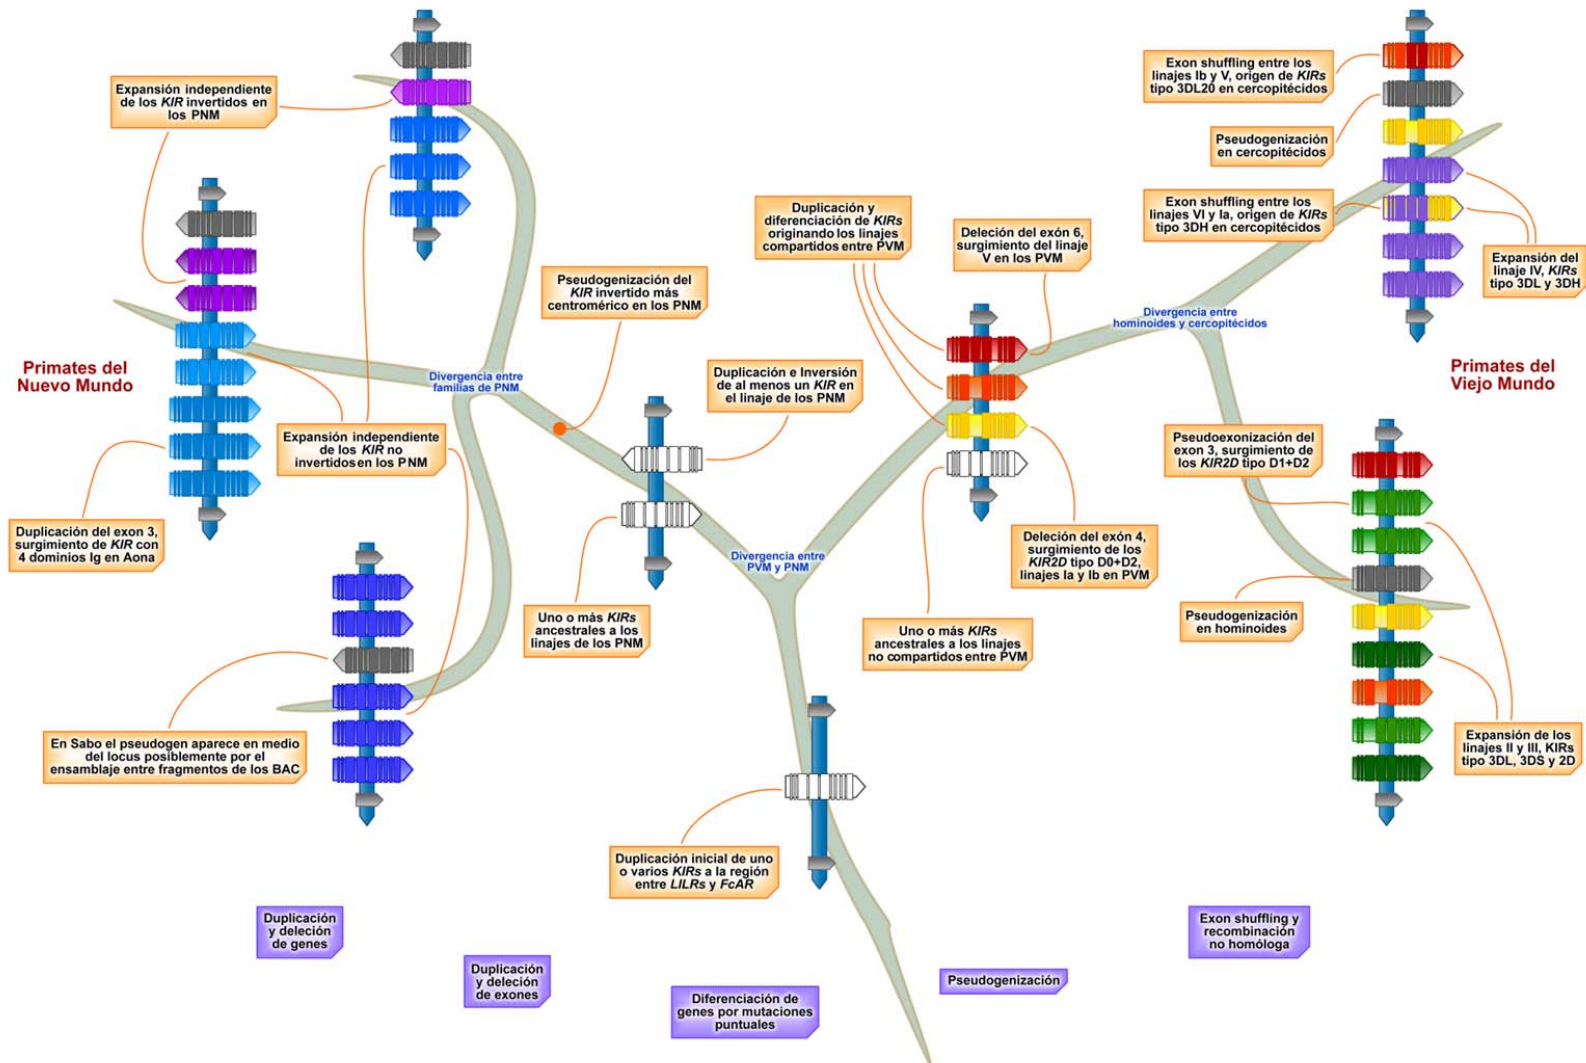 Expansión independiente
de los KIR invertidos en
los PNM
Primates del
Nuevo Mundo
Duplicación del exon 3,
surgimiento de KIR con
4 dominios Ig en Aona
Expansión independiente
de los KIR no
invertidos en los PNM
Divergencia entre
familias de PNM
Pseudogenización del
KIR invertido más
centromérico en los PNM
Duplicación e Inversión
de al menos un KIR en
el linaje de los PNM
Uno o más KIRs
ancestrales a los
linajes de los PNM
En Sabo el pseudogen aparece en medio
del locus posiblemente por el
ensamblaje entre fragmentos de los BAC
Divergencia entre
PVM y PNM
Duplicación inicial de uno
o varios KIRs a la región
entre LILRs y FcAR
Duplicación y
diferenciación de KIRs
originando los linajes
compartidos entre PVM
Deleción del exón 6,
surgimiento del linaje
V en los PVM
Deleción del exón 4,
surgimiento de los
KIR2D tipo D0+D2,
linajes Ia y Ib en PVM
Uno o más KIRs
ancestrales a los linajes
no compartidos entre PVM
Divergencia entre
hominoides y cercopitécidos
Exon shuffling entre los
linajes Ib y V, origen de KIRs
tipo 3DL20 en cercopitécidos
Pseudogenización
en cercopitécidos
Exon shuffling entre los
linajes VI y Ia, origen de KIRs
tipo 3DH en cercopitécidos
Expansión del
linaje IV, KIRs
tipo 3DL y 3DH
Primates del
Viejo Mundo
Pseudoexonización del
exon 3, surgimiento de
los KIR2D tipo D1+D2
Pseudogenización
en hominoides
Expansión de los
linajes II y III, KIRs
tipo 3DL, 3DS y 2D
Duplicación
y deleción
de genes
Duplicación
y deleción
de exones
Diferenciación de
genes por mutaciones
puntuales
Pseudogenización
Exon shuffling y
recombinación
no homóloga